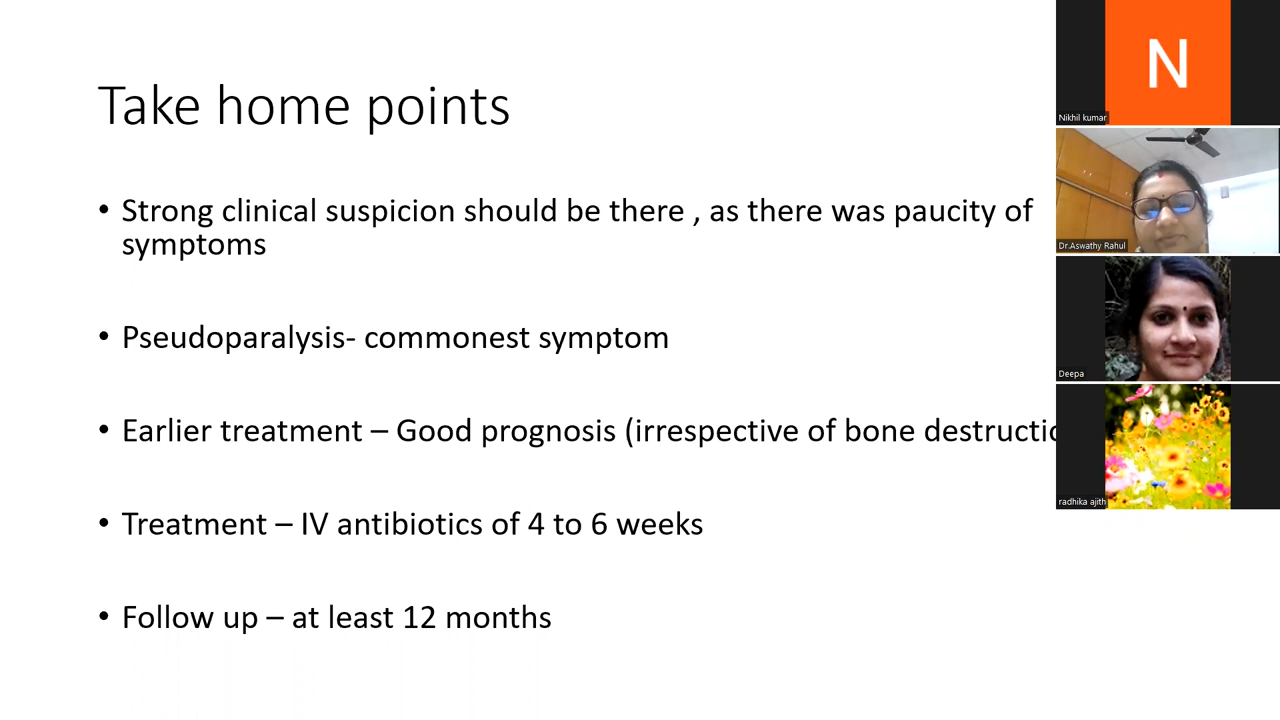 Take home points
• Strong clinical suspicion should be there , as there was paucity of
symptoms
• Pseudoparalysis- commonest symptom
• Earlier treatment – Good prognosis (irrespective of bone destructio
• Treatment – IV antibiotics of 4 to 6 weeks
• Follow up – at least 12 months
N
Nikhil kumar
Dr.Aswathy Rahul
Deepa
radhika ajith